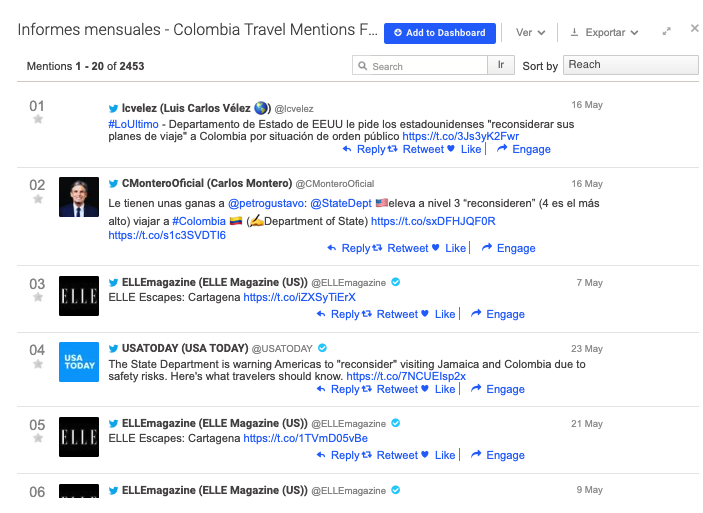 Informes mensuales - Colombia Travel Mentions F... Add to Dashboard Ver Exportar
Mentions 1 - 20 of 2453 Search Ir Sort by Reach
01 lcvelez (Luis Carlos Vélez 🌎) @lcvelez 16 May
#LoUltimo - Departamento de Estado de EEUU le pide los estadounidenses "reconsiderar sus
planes de viaje" a Colombia por situación de orden público https://t.co/3Js3yK2Fwr
Reply Retweet Like Engage
02 CMonteroOficial (Carlos Montero) @CMonteroOficial 16 May
Le tienen unas ganas a @petrogustavo: @StateDept 🇺🇸eleva a nivel 3 “reconsideren” (4 es el más
alto) viajar a #Colombia 🇨🇴 (✍Department of State) https://t.co/sxDFHJQF0R
https://t.co/s1c3SVDTI6
Reply Retweet Like Engage
03 ELLE ELLEmagazine (ELLE Magazine (US)) @ELLEmagazine 7 May
ELLE Escapes: Cartagena https://t.co/iZXSyTiErX
Reply Retweet Like Engage
04 USATODAY (USA TODAY) @USATODAY 23 May
USA
TODAY
The State Department is warning Americas to "reconsider" visiting Jamaica and Colombia due to
safety risks. Here's what travelers should know. https://t.co/7NCUEIsp2x
Reply Retweet Like Engage
05 ELLE ELLEmagazine (ELLE Magazine (US)) @ELLEmagazine 21 May
ELLE Escapes: Cartagena https://t.co/1TVmD05vBe
Reply Retweet Like Engage
06 ELLEmagazine (ELLE Magazine (US)) @ELLEmagazine 9 May